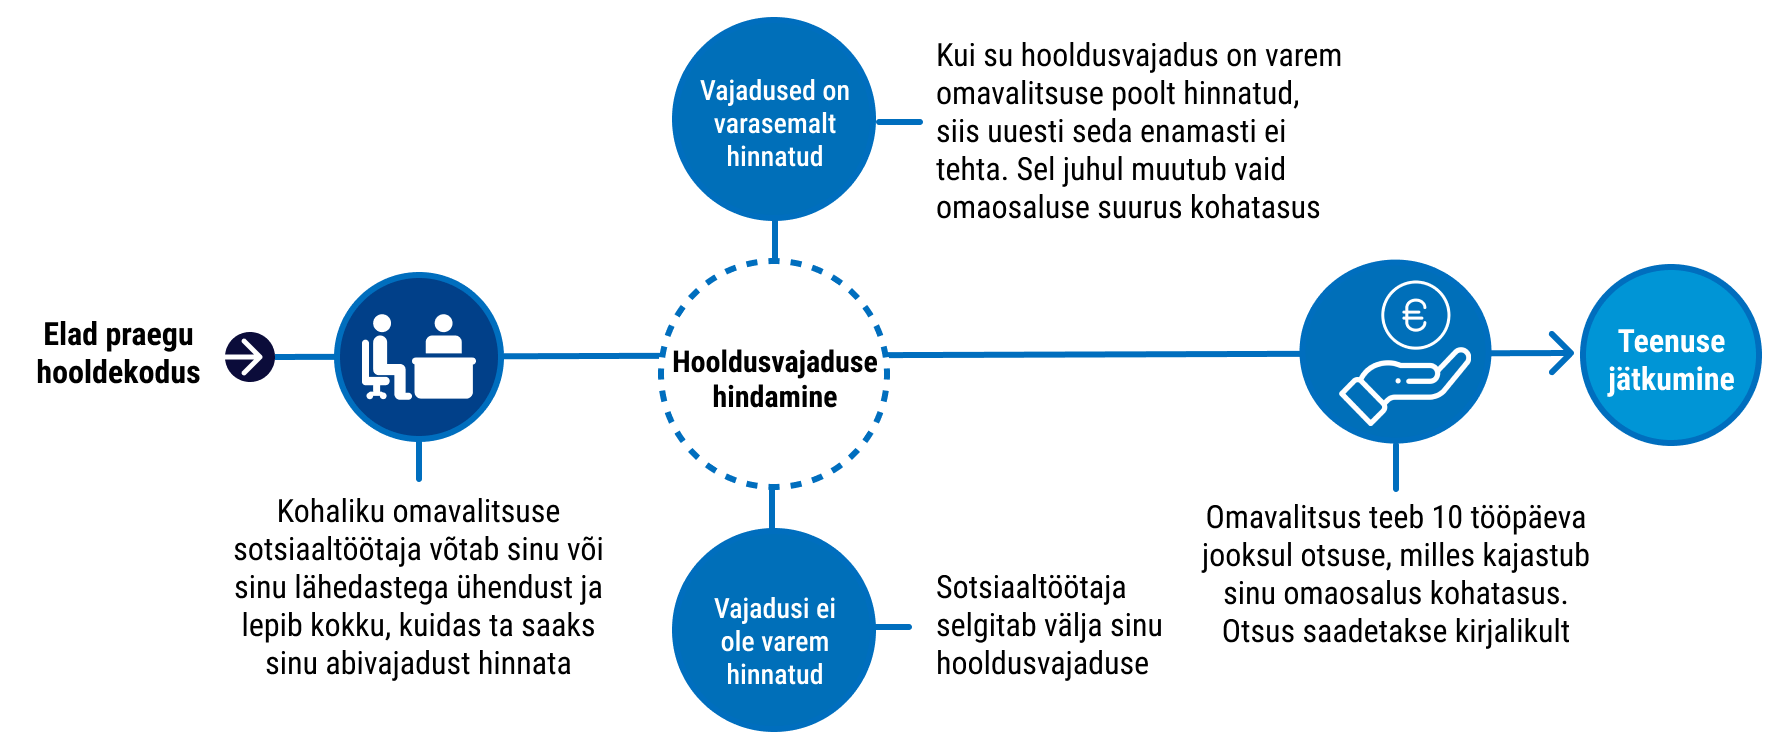 Elad praegu
hooldekodus
Kohaliku omavalitsuse
sotsiaaltöötaja võtab sinu või
sinu lähedastega ühendust ja
lepib kokku, kuidas ta saaks
sinu abivajadust hinnata
Hooldusvajaduse
hindamine
Vajadused on
varasemalt
hinnatud
Kui su hooldusvajadus on varem
omavalitsuse poolt hinnatud,
siis uuesti seda enamasti ei
tehta. Sel juhul muutub vaid
omaosaluse suurus kohatasus
Vajadusi ei
ole varem
hinnatud
Sotsiaaltöötaja
selgitab välja sinu
hooldusvajaduse
€
Omavalitsus teeb 10 tööpäeva
jooksul otsuse, milles kajastub
sinu omaosalus kohatasus.
Otsus saadetakse kirjalikult
Teenuse
jätkumine